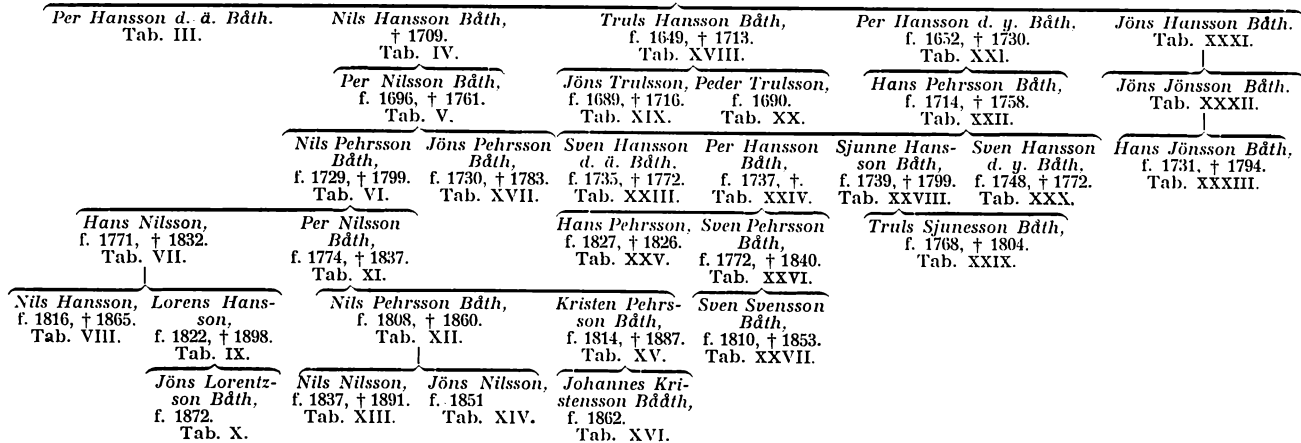 Per Hansson d. ä. Båth.
Tab. III.
Nils Hansson Båth,
† 1709.
Tab. IV.
Truls Hansson Båth,
f. 1649, † 1713.
Tab. XVIII.
Per Hansson d. y. Båth,
f. 1652, † 1730.
Tab. XXI.
Jöns Hansson Båth.
Tab. XXXI.
Per Nilsson Båth,
f. 1696, † 1761.
Tab. V.
Jöns Trulsson,
f. 1689, † 1716.
Tab. XIX.
Peder Trulsson,
f. 1690.
Tab. XX.
Hans Pehrsson Båth,
f. 1714, † 1758.
Tab. XXII.
Jöns Jönsson Båth.
Tab. XXXII.
Nils Pehrsson
Båth,
f. 1729, † 1799.
Tab. VI.
Jöns Pehrsson
Båth,
f. 1730, † 1783.
Tab. XVII.
Sven Hansson
d. ä. Båth.
f. 1735, † 1772.
Tab. XXIII.
Per Hansson
Båth,
f. 1737, †.
Tab. XXIV.
Sjunne Hans-
son Båth,
f. 1739, † 1799.
Tab. XXVIII.
Sven Hansson
d. y. Båth,
f. 1748, † 1772.
Tab. XXX.
Hans Jönsson Båth,
f. 1731, † 1794.
Tab. XXXIII.
Hans Nilsson,
f. 1771, † 1832.
Tab. VII.
Per Nilsson
Båth,
f. 1774, † 1837.
Tab. XI.
Hans Pehrsson,
f. 1827, † 1826.
Tab. XXV.
Sven Pehrsson
Båth,
f. 1772, † 1840.
Tab. XXVI.
Truls Sjunesson Båth,
f. 1768, † 1804.
Tab. XXIX.
Nils Hansson,
f. 1816, † 1865.
Tab. VIII.
Lorens Hans-
son,
f. 1822, † 1898.
Tab. IX.
Nils Pehrsson Båth,
f. 1808, † 1860.
Tab. XII.
Kristen Pehrs-
son Båth,
f. 1814, † 1887.
Tab. XV.
Sven Svensson
Båth,
f. 1810, † 1853.
Tab. XXVII.
Jöns Lorentz-
son Båth,
f. 1872.
Tab. X.
Nils Nilsson,
f. 1837, † 1891.
Tab. XIII.
Jöns Nilsson,
f. 1851
Tab. XIV.
Johannes Kri-
stensson Bååth,
f. 1862.
Tab. XVI.